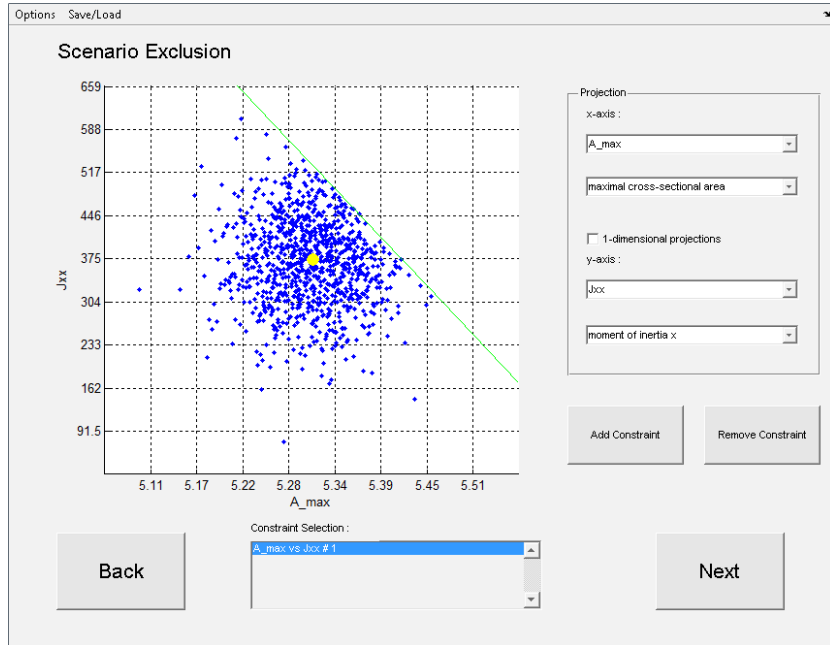 Options Save/Load
Scenario Exclusion
659
588
517
446
375
304
233
162
91.5
Jxx
5.11 5.17 5.22 5.28 5.34 5.39 5.45 5.51
A_max
Projection
x-axis :
A_max
maximal cross-sectional area
1-dimensional projections
y-axis :
Jxx
moment of inertia x
Add Constraint
Remove Constraint
Constraint Selection :
A_max vs Jxx # 1
Back
Next